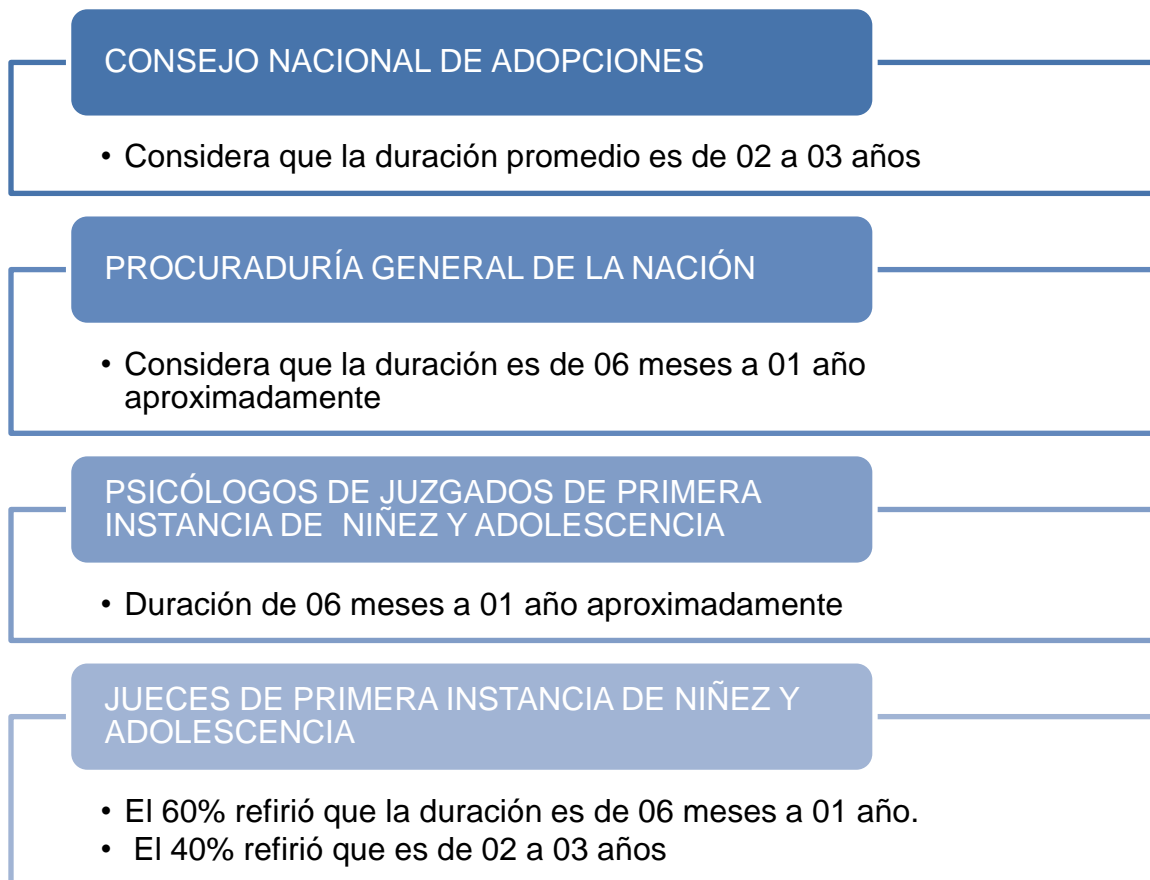 CONSEJO NACIONAL DE ADOPCIONES
• Considera que la duración promedio es de 02 a 03 años
PROCURADURÍA GENERAL DE LA NACIÓN
• Considera que la duración es de 06 meses a 01 año
aproximadamente
PSICÓLOGOS DE JUZGADOS DE PRIMERA
INSTANCIA DE NIÑEZ Y ADOLESCENCIA
• Duración de 06 meses a 01 año aproximadamente
JUECES DE PRIMERA INSTANCIA DE NIÑEZ Y
ADOLESCENCIA
• El 60% refirió que la duración es de 06 meses a 01 año.
• El 40% refirió que es de 02 a 03 años